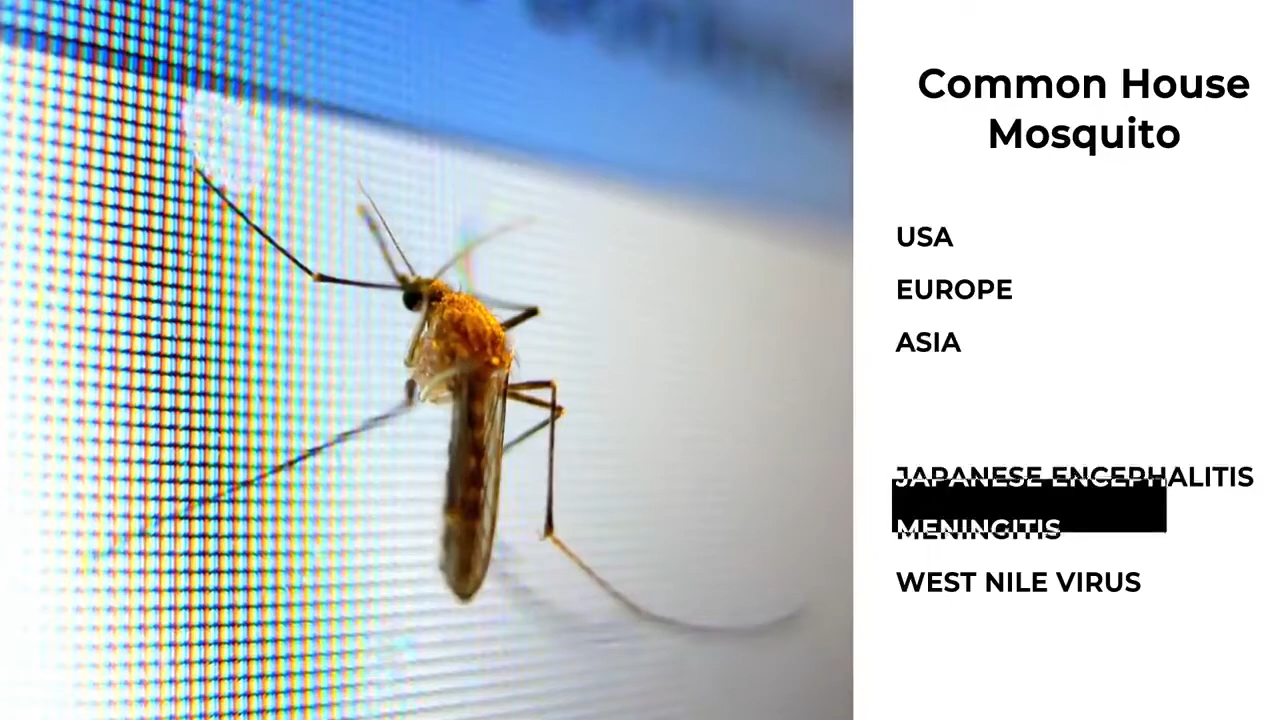 Common House
Mosquito
USA
EUROPE
ASIA
JAPANESE ENCEPHALITIS
MENINGITIS
WEST NILE VIRUS